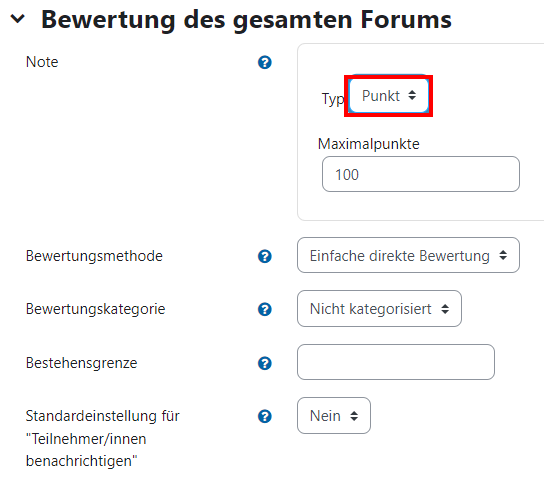 Bewertung des gesamten Forums
Note
Typ Punkt
Maximalpunkte
100
Bewertungsmethode
Einfache direkte Bewertung
Bewertungskategorie
Nicht kategorisiert
Bestehensgrenze
Standardeinstellung für
"Teilnehmer/innen
benachrichtigen"
Nein